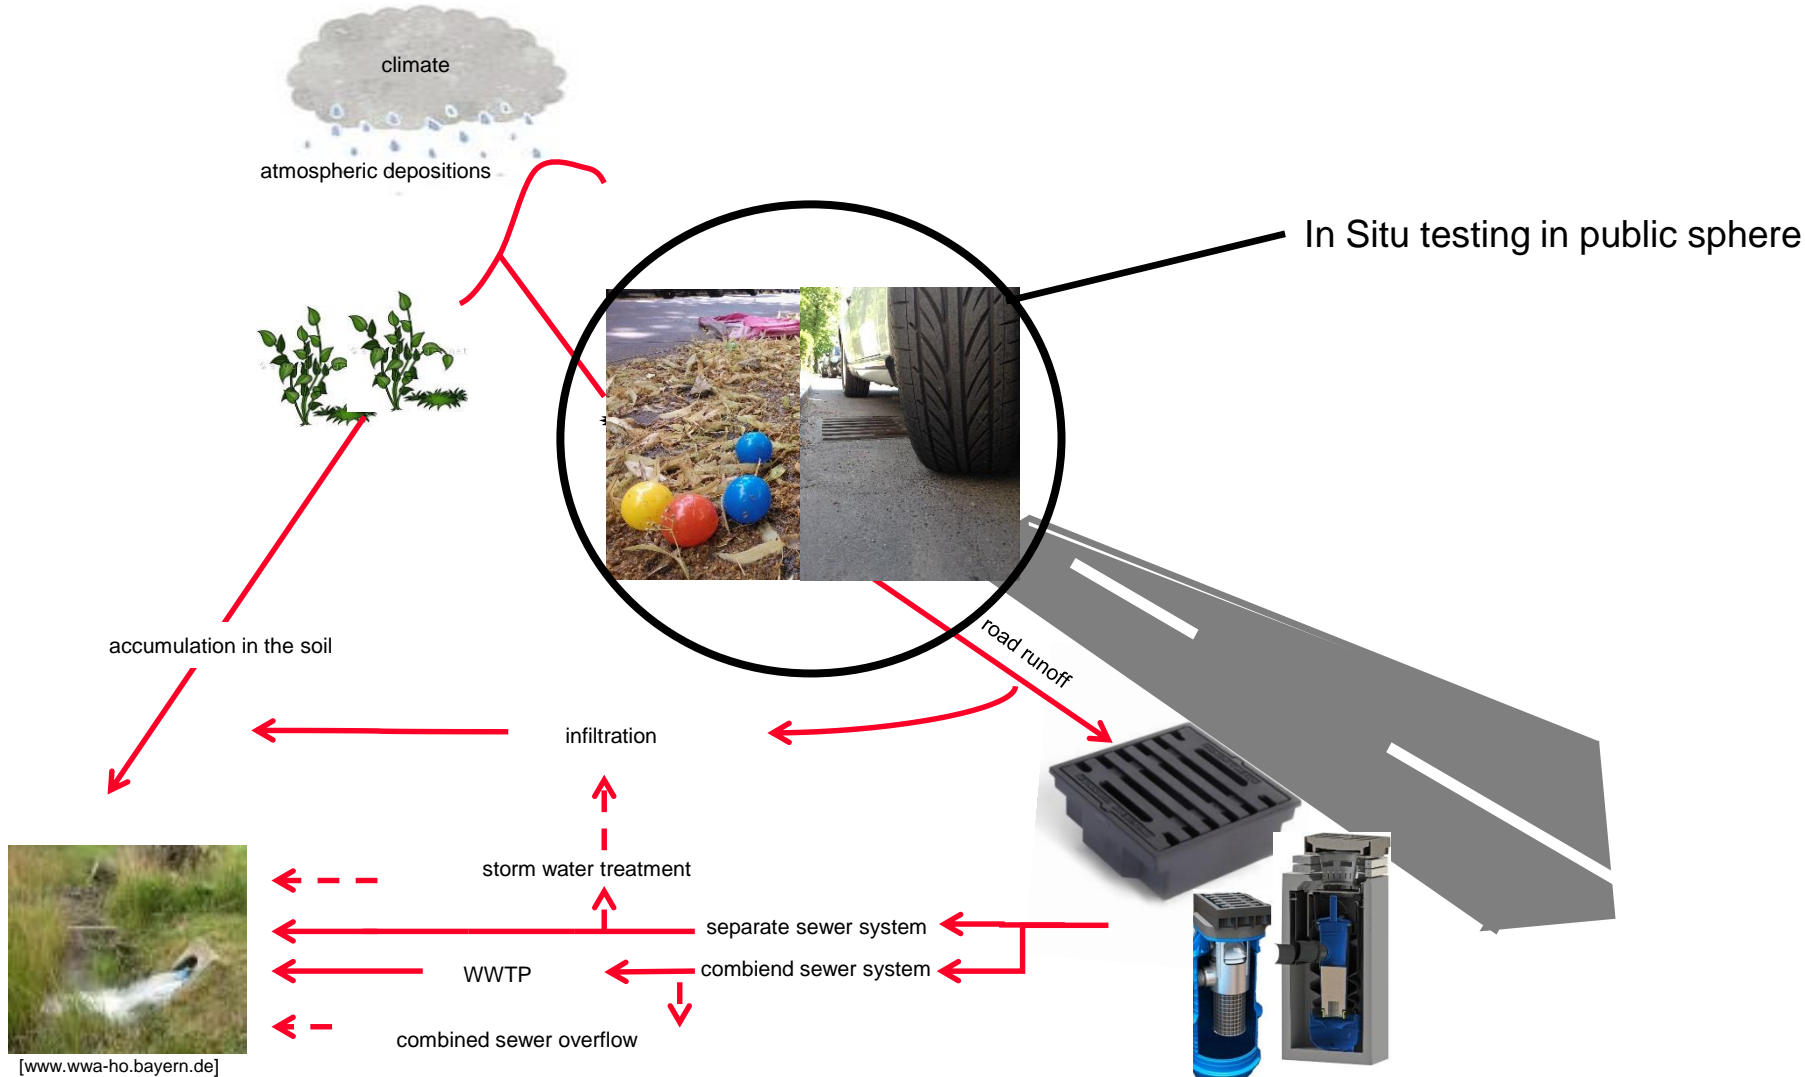 climate
atmospheric depositions
In Situ testing in public sphere
road runoff
accumulation in the soil
infiltration
storm water treatment
separate sewer system
combiend sewer system
WWTP
combined sewer overflow
[www.wwa-ho.bayern.de]